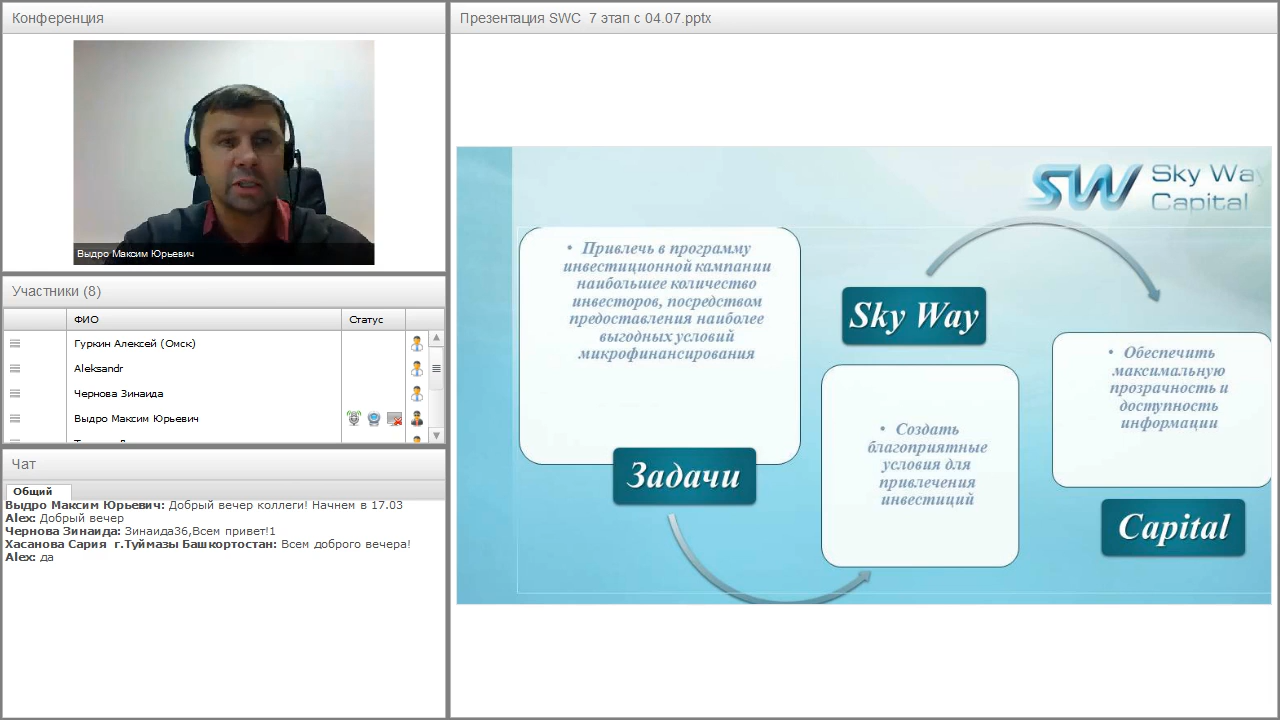 Конференция
Выдро Максим Юрьевич
Участники (8)
ФИО
Статус
Гуркин Алексей (Омск)
Aleksandr
Чернова Зинаида
Выдро Максим Юрьевич
Чат
Общий
Выдро Максим Юрьевич: Добрый вечер коллеги! Начнем в 17.03
Alex: Добрый вечер
Чернова Зинаида: Зинаида36,Всем привет!1
Хасанова Сария г.Туймазы Башкортостан: Всем доброго вечера!
Alex: да
Презентация SWC 7 этап с 04.07.pptx
SW Sky Way
Capital
• Привлечь в программу
инвестиционной кампании
наибольшее количество
инвесторов, посредством
предоставления наиболее
выгодных условий
микрофинансирования
Задачи
Sky Way
• Создать
благоприятные
условия для
привлечения
инвестиций
• Обеспечить
максимальную
прозрачность и
доступность
информации
Capital